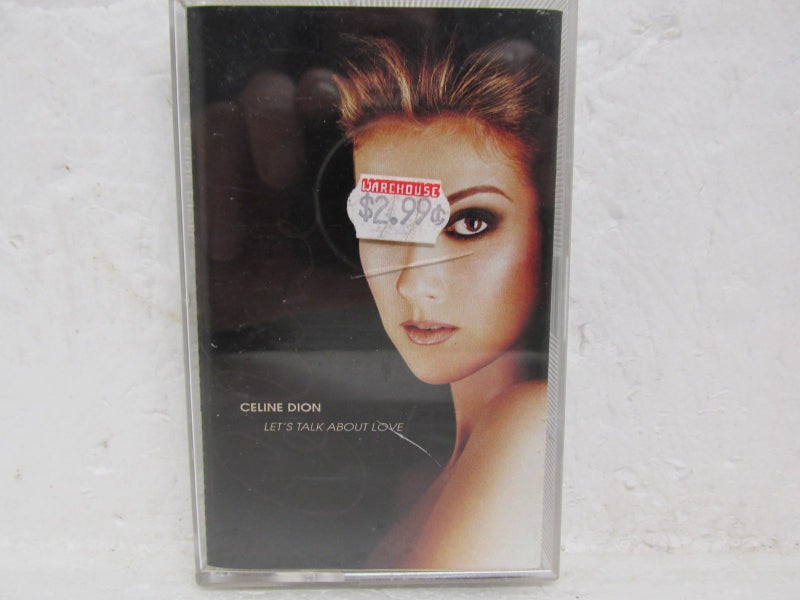 WAREHOUSE
$2.99¢
CELINE DION
LET'S TALK ABOUT LOVE